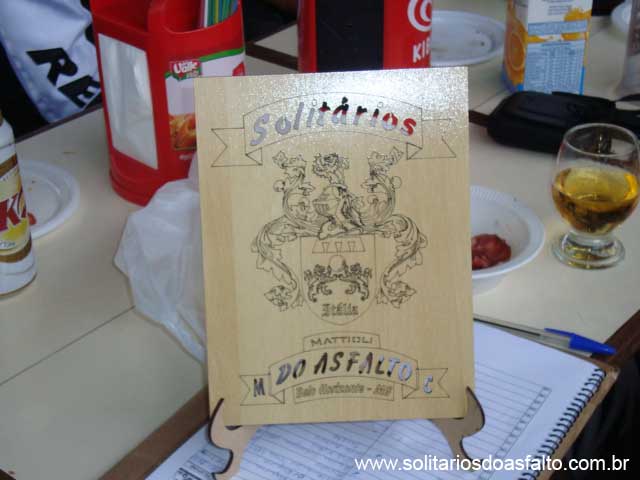 Solitários
Itália
MATTIOLI
M DO ASFALTO C
Belo Horizonte - MG
www.solitariosdoasfalto.com.br